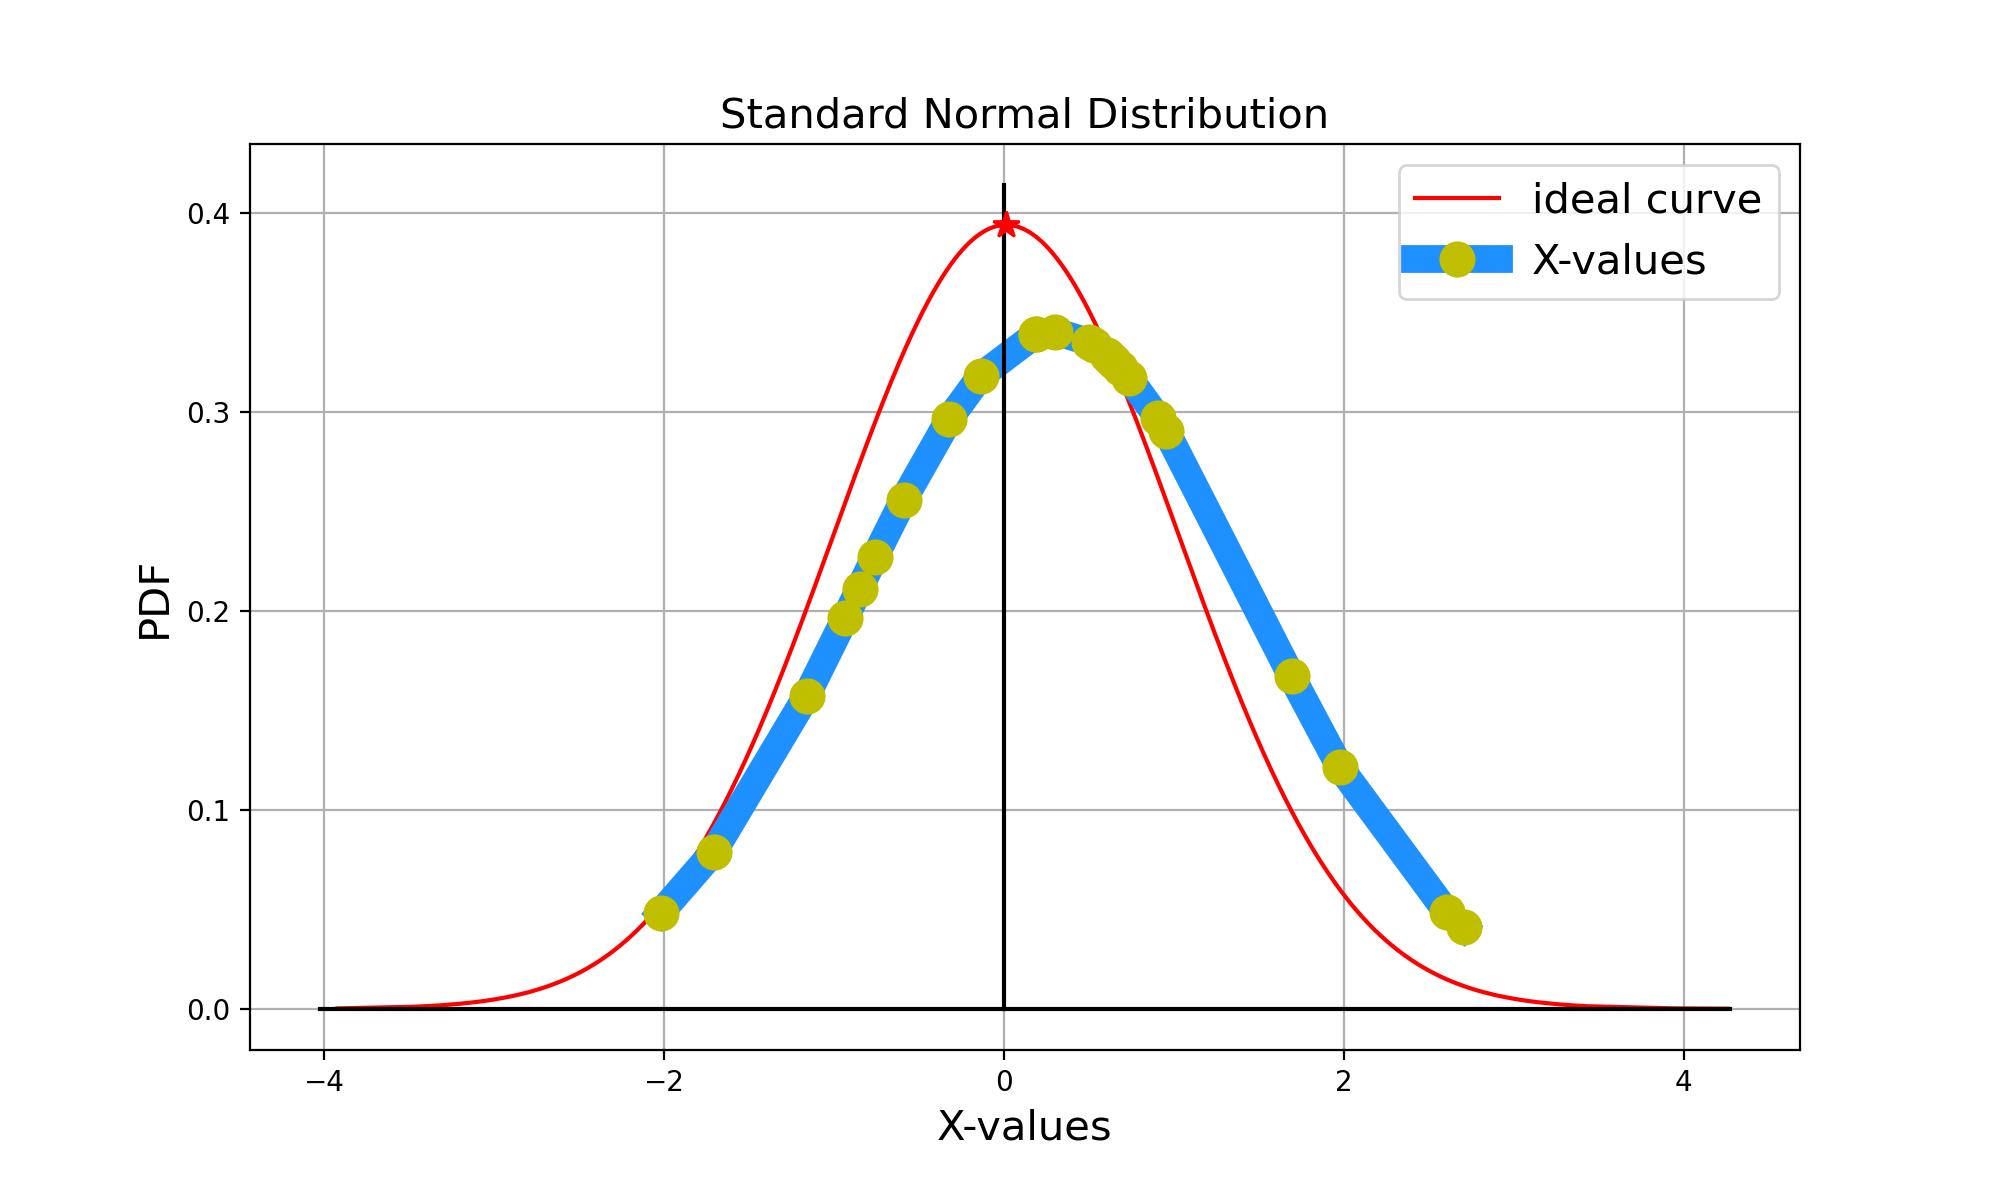 Standard Normal Distribution
ideal curve
X-values
0.4
0.3
0.2
0.1
0.0
PDF
−4
−2
0
2
4
X-values